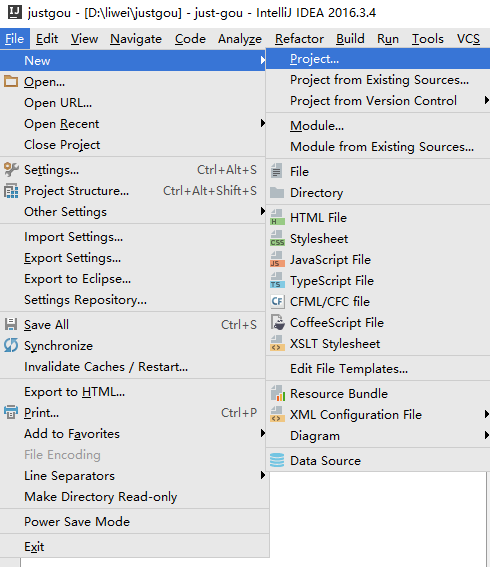 justgou - [D:\liwei\justgou] - just-gou - IntelliJ IDEA 2016.3.4
File Edit View Navigate Code Analyze Refactor Build Run Tools VCS
New
Open...
Open URL...
Open Recent
Close Project
Settings... Ctrl+Alt+S
Project Structure... Ctrl+Alt+Shift+S
Other Settings
Import Settings...
Export Settings...
Export to Eclipse...
Settings Repository...
Save All Ctrl+S
Synchronize
Invalidate Caches / Restart...
Export to HTML...
Print... Ctrl+P
Add to Favorites
File Encoding
Line Separators
Make Directory Read-only
Power Save Mode
Exit
Project...
Project from Existing Sources...
Project from Version Control
Module...
Module from Existing Sources...
File
Directory
HTML File
Stylesheet
JavaScript File
TypeScript File
CFML/CFC file
CoffeeScript File
XSLT Stylesheet
Edit File Templates...
Resource Bundle
XML Configuration File
Diagram
Data Source